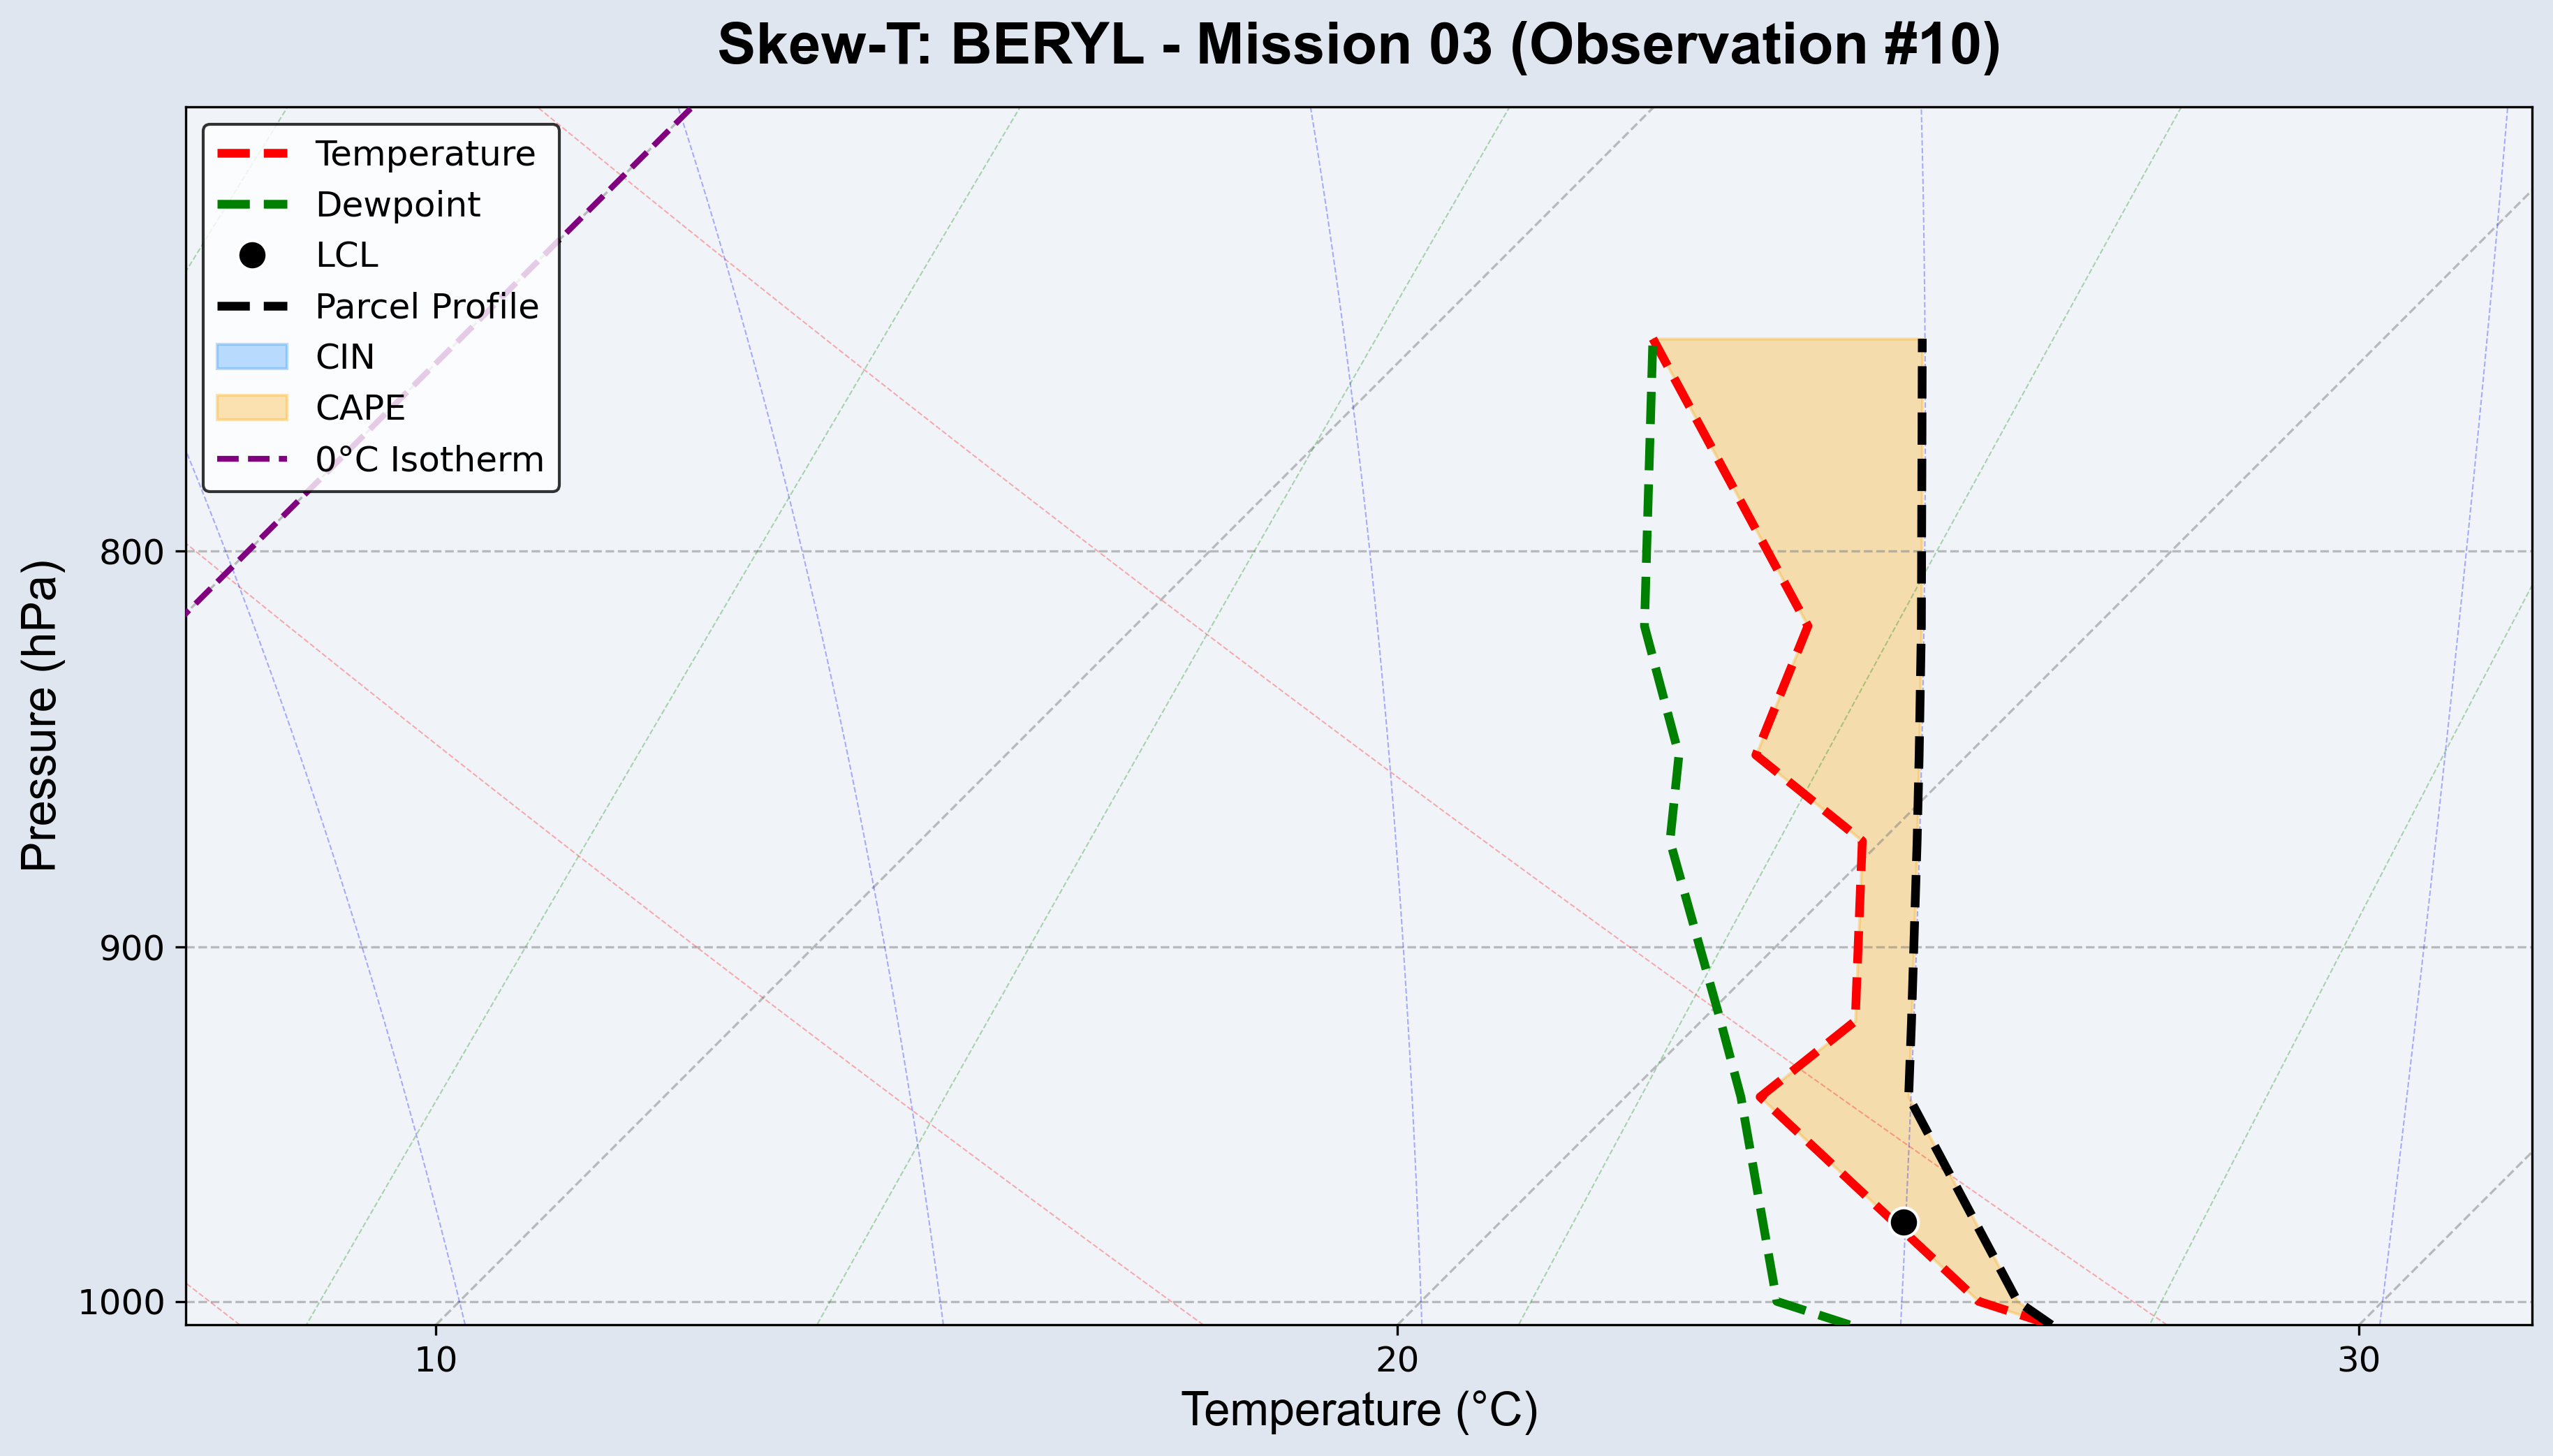 Skew-T: BERYL - Mission 03 (Observation #10)
Temperature
Dewpoint
LCL
Parcel Profile
CIN
CAPE
0°C Isotherm
800
900
1000
Pressure (hPa)
10 20 30
Temperature (°C)